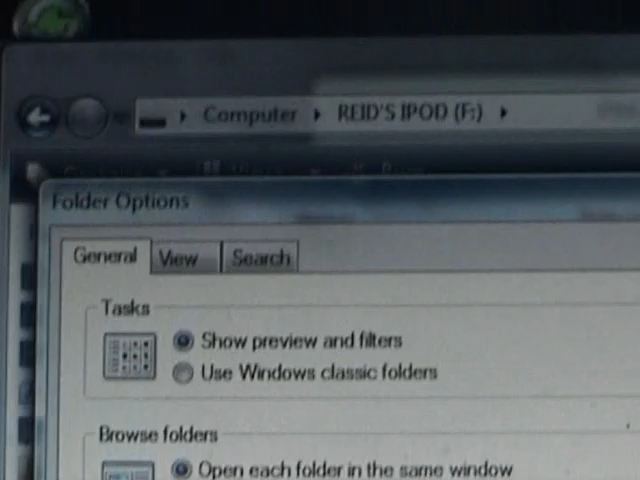 Computer REID'S IPOD (F:)
Folder Options
General View Search
Tasks
Show preview and filters
Use Windows classic folders
Browse folders
Open each folder in the same window